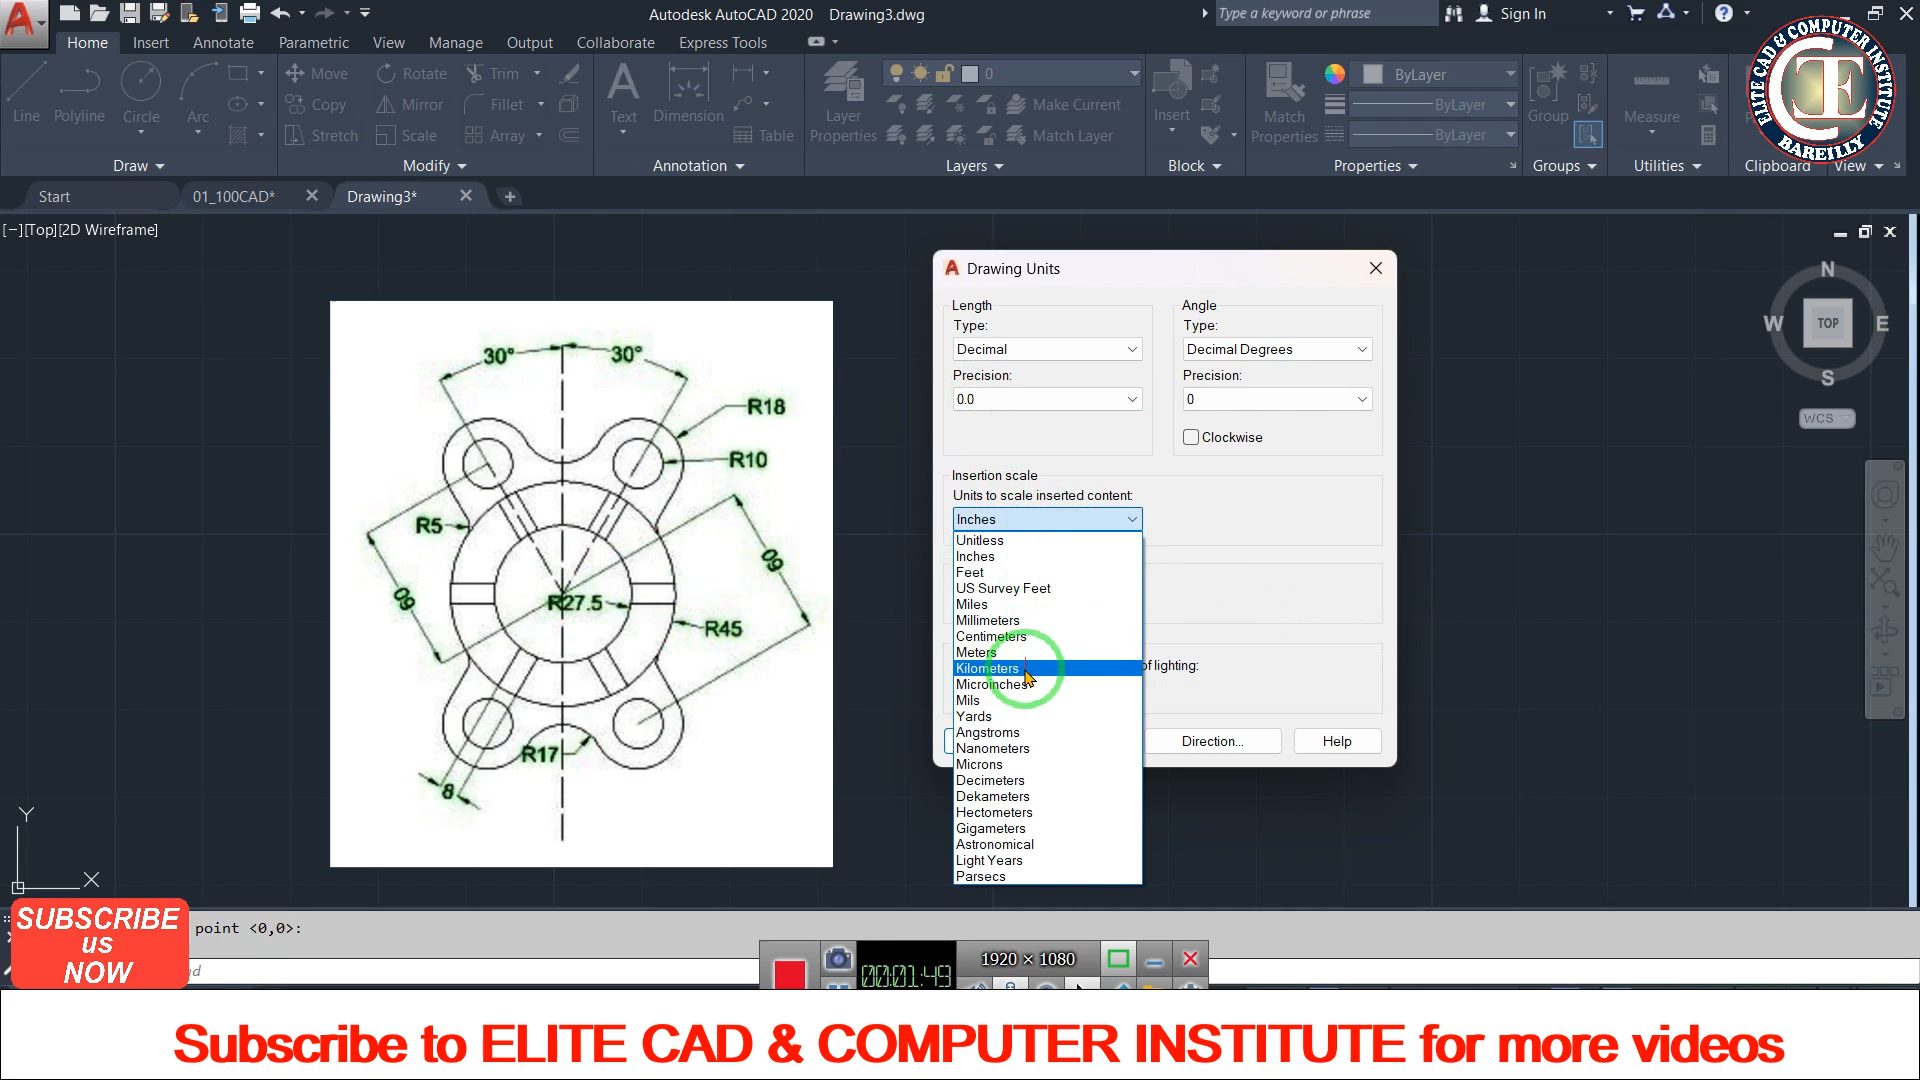 Autodesk AutoCAD 2020 Drawing3.dwg
Type a keyword or phrase
Sign In
Home Insert Annotate Parametric View Manage Output Collaborate Express Tools
Line Polyline Circle Arc
Move Rotate Trim
Copy Mirror Fillet
Stretch Scale Array
Text Dimension Table
Layer Properties
0
Make Current
Match Layer
Insert
Match Properties
ByLayer
ByLayer
ByLayer
Group
Measure
Draw Modify Annotation Layers Block Properties Groups Utilities Clipboard View
ELITE CAD & COMPUTER INSTITUTE
BAREILLY
Start 01_100CAD* Drawing3*
[−][Top][2D Wireframe]
N
W TOP E
S
WCS
30° 30°
R18
R10
R5
60
60
R27.5
R45
R17
8
Drawing Units
Length
Type:
Decimal
Precision:
0.0
Angle
Type:
Decimal Degrees
Precision:
0
Clockwise
Insertion scale
Units to scale inserted content:
Inches
Unitless
Inches
Feet
US Survey Feet
Miles
Millimeters
Centimeters
Meters
Kilometers
Microinches
Mils
Yards
Angstroms
Nanometers
Microns
Decimeters
Dekameters
Hectometers
Gigameters
Astronomical
Light Years
Parsecs
of lighting:
Direction...
Help
Y
X
point <0,0>:
SUBSCRIBE
us
NOW
1920 × 1080
00:01:49
Subscribe to ELITE CAD & COMPUTER INSTITUTE for more videos